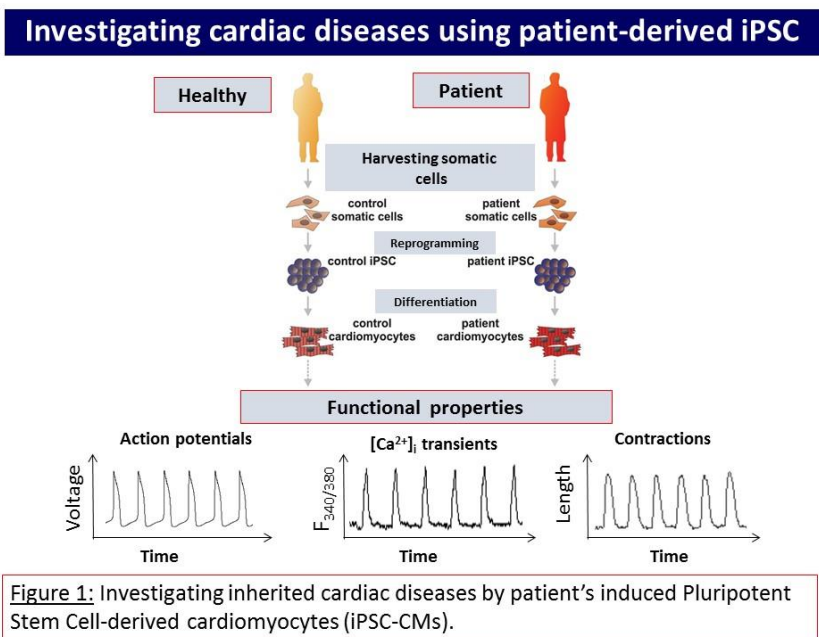 Investigating cardiac diseases using patient-derived iPSC
Healthy
Patient
Harvesting somatic
cells
control
somatic cells
patient
somatic cells
Reprogramming
control iPSC
patient iPSC
Differentiation
control
cardiomyocytes
patient
cardiomyocytes
Functional properties
Action potentials
[Ca²⁺]ᵢ transients
Contractions
Voltage
Time
F₃₄₀/₃₈₀
Time
Length
Time
Figure 1: Investigating inherited cardiac diseases by patient's induced Pluripotent
Stem Cell-derived cardiomyocytes (iPSC-CMs).